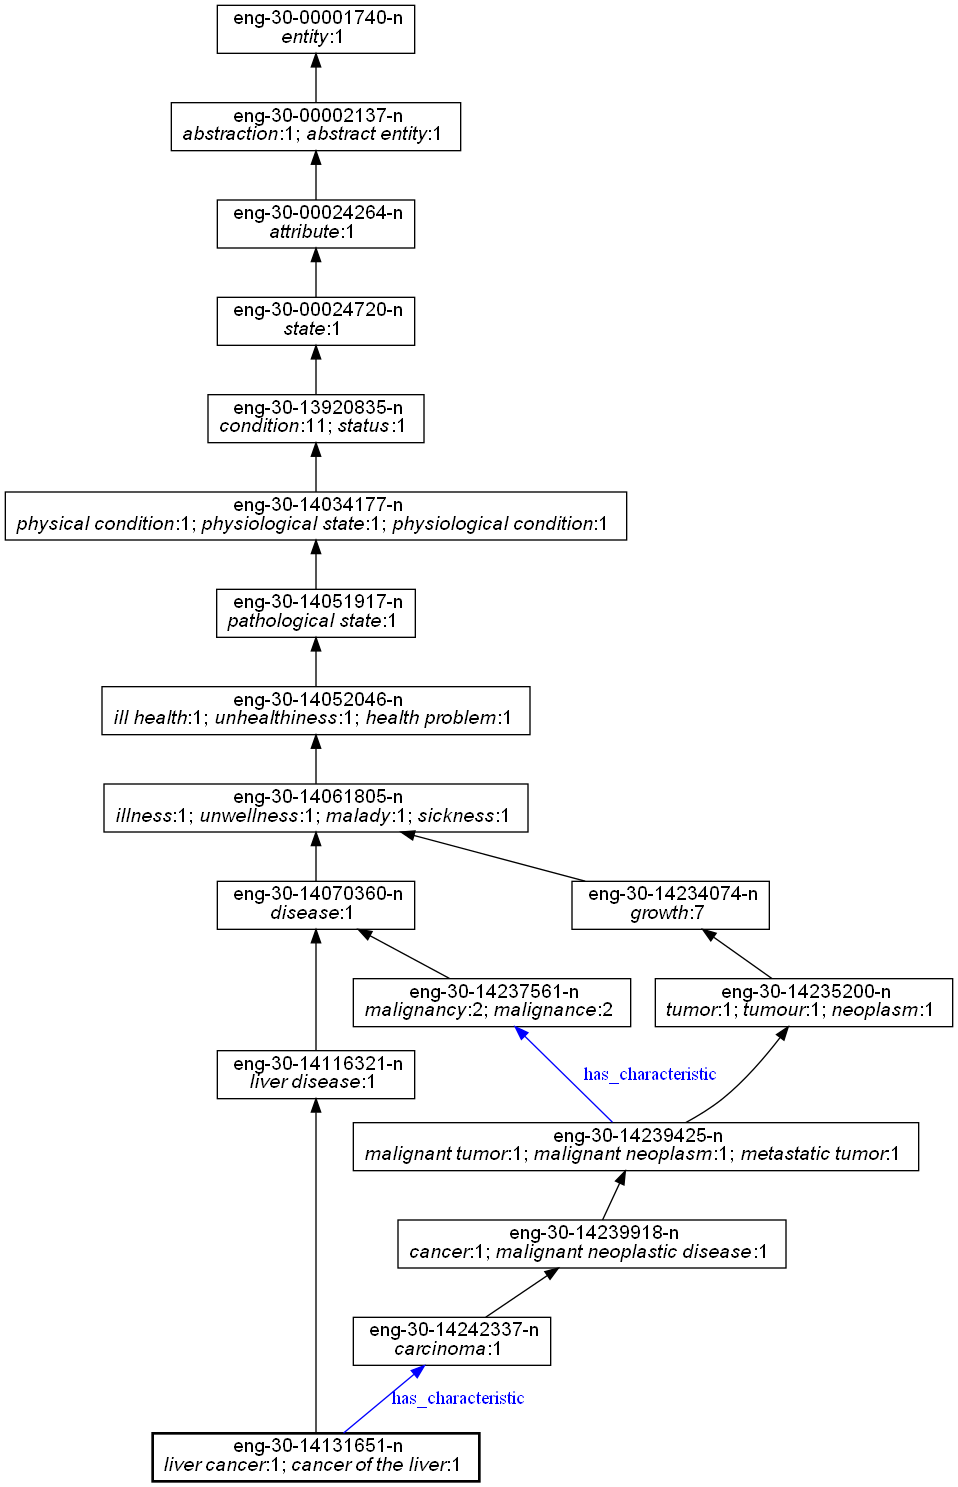 eng-30-00001740-n
entity:1
eng-30-00002137-n
abstraction:1; abstract entity:1
eng-30-00024264-n
attribute:1
eng-30-00024720-n
state:1
eng-30-13920835-n
condition:11; status:1
eng-30-14034177-n
physical condition:1; physiological state:1; physiological condition:1
eng-30-14051917-n
pathological state:1
eng-30-14052046-n
ill health:1; unhealthiness:1; health problem:1
eng-30-14061805-n
illness:1; unwellness:1; malady:1; sickness:1
eng-30-14070360-n
disease:1
eng-30-14234074-n
growth:7
eng-30-14237561-n
malignancy:2; malignance:2
eng-30-14235200-n
tumor:1; tumour:1; neoplasm:1
eng-30-14116321-n
liver disease:1
has_characteristic
eng-30-14239425-n
malignant tumor:1; malignant neoplasm:1; metastatic tumor:1
eng-30-14239918-n
cancer:1; malignant neoplastic disease:1
eng-30-14242337-n
carcinoma:1
has_characteristic
eng-30-14131651-n
liver cancer:1; cancer of the liver:1